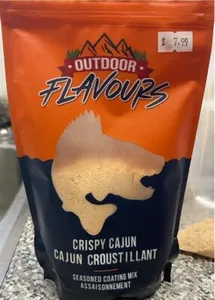 $ 7.99
OUTDOOR
FLAVOURS
CRISPY CAJUN
CAJUN CROUSTILLANT
SEASONED COATING MIX
ASSAISONNEMENT